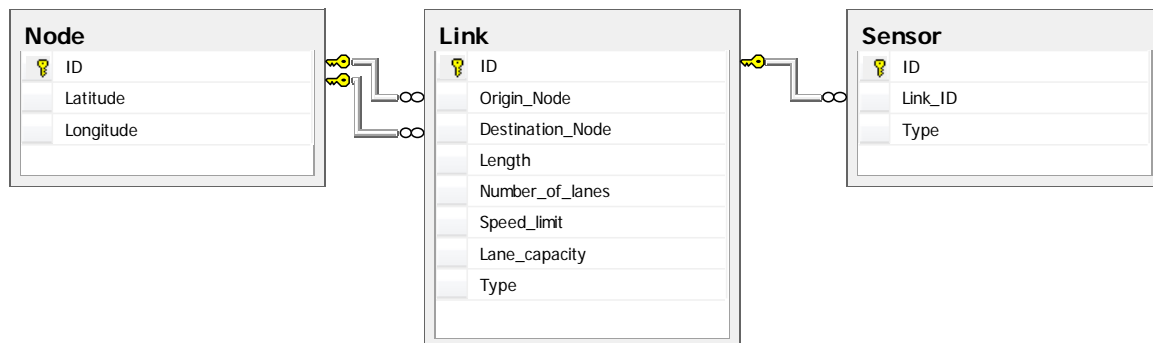 Node
ID
Latitude
Longitude
Link
ID
Origin_Node
Destination_Node
Length
Number_of_lanes
Speed_limit
Lane_capacity
Type
Sensor
ID
Link_ID
Type